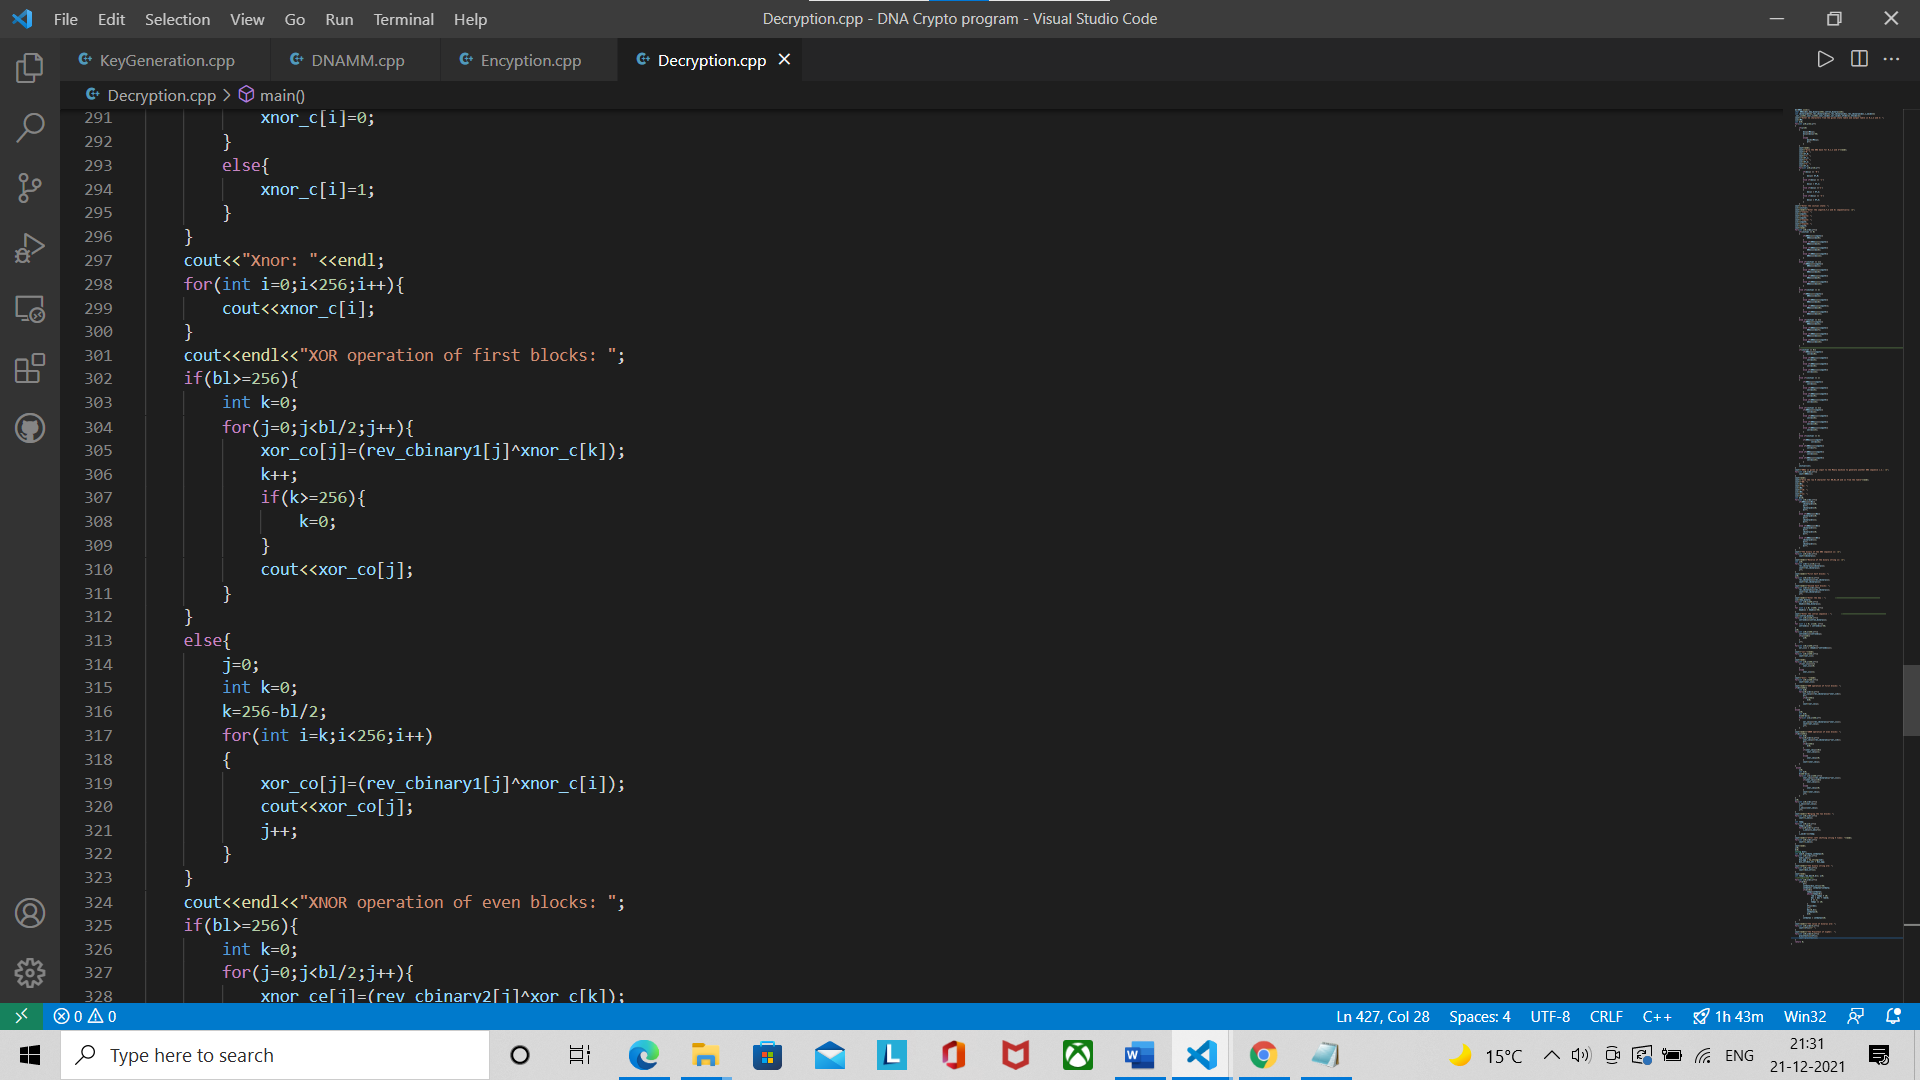 File Edit Selection View Go Run Terminal Help
Decryption.cpp - DNA Crypto program - Visual Studio Code
KeyGeneration.cpp DNAMM.cpp Encyption.cpp Decryption.cpp
Decryption.cpp > main()
291 xnor_c[i]=0;
292 }
293 else{
294 xnor_c[i]=1;
295 }
296 }
297 cout<<"Xnor: "<<endl;
298 for(int i=0;i<256;i++){
299 cout<<xnor_c[i];
300 }
301 cout<<endl<<"XOR operation of first blocks: ";
302 if(bl>=256){
303 int k=0;
304 for(j=0;j<bl/2;j++){
305 xor_co[j]=(rev_cbinary1[j]^xnor_c[k]);
306 k++;
307 if(k>=256){
308 k=0;
309 }
310 cout<<xor_co[j];
311 }
312 }
313 else{
314 j=0;
315 int k=0;
316 k=256-bl/2;
317 for(int i=k;i<256;i++)
318 {
319 xor_co[j]=(rev_cbinary1[j]^xnor_c[i]);
320 cout<<xor_co[j];
321 j++;
322 }
323 }
324 cout<<endl<<"XNOR operation of even blocks: ";
325 if(bl>=256){
326 int k=0;
327 for(j=0;j<bl/2;j++){
328 xnor_ce[j]=(rev_cbinary2[j]^xor_c[k]);
0 0 Ln 427, Col 28 Spaces: 4 UTF-8 CRLF C++ 1h 43m Win32
Type here to search
15°C ENG
21:31
21-12-2021